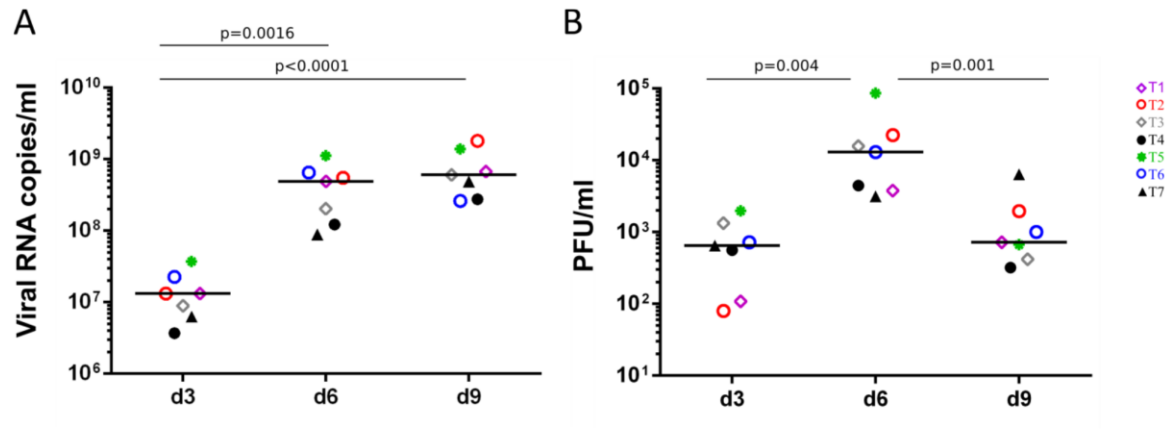 A
p=0.0016
p<0.0001
Viral RNA copies/ml
10^10
10^9
10^8
10^7
10^6
d3
d6
d9
B
p=0.004
p=0.001
PFU/ml
10^5
10^4
10^3
10^2
10^1
d3
d6
d9
T1
T2
T3
T4
T5
T6
T7